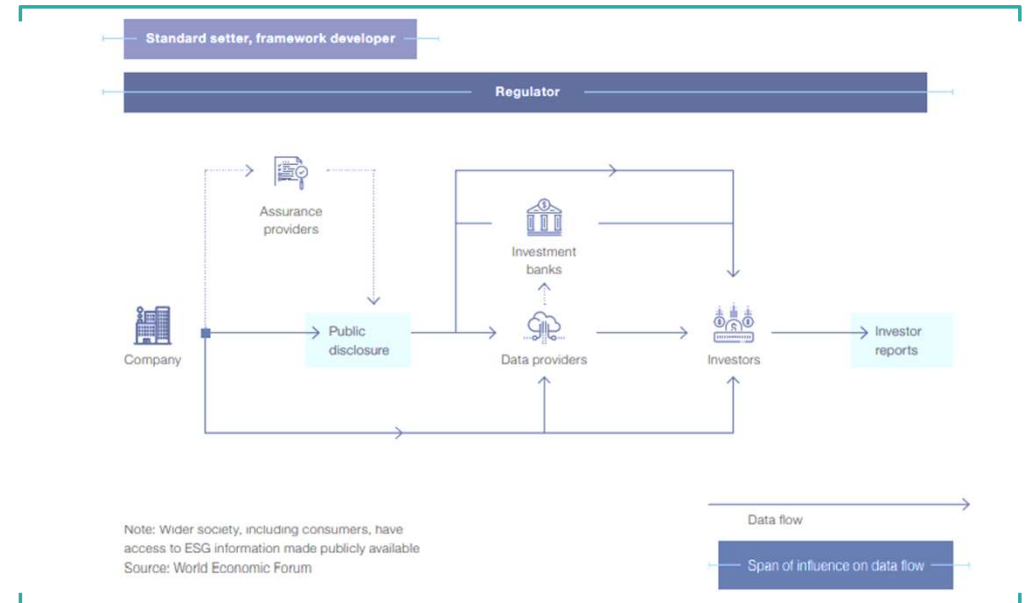 Standard setter, framework developer
Regulator
Assurance
providers
Investment
banks
Company
Public
disclosure
Data providers
Investors
Investor
reports
Note: Wider society, including consumers, have
access to ESG information made publicly available
Source: World Economic Forum
Data flow
Span of influence on data flow